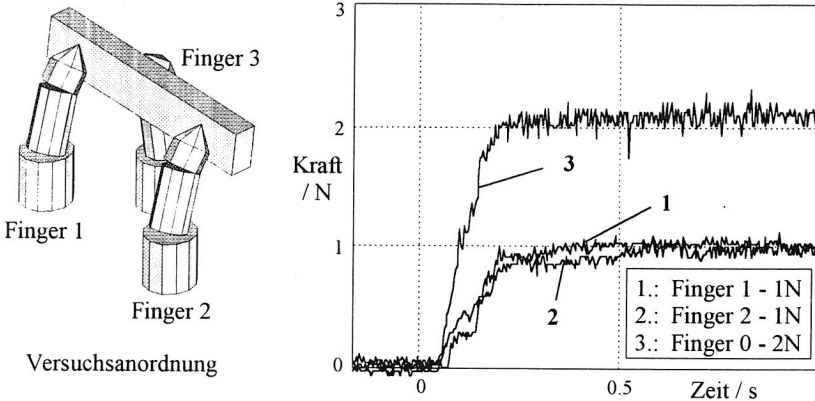 Finger 3
Finger 1
Finger 2
Versuchsanordnung
3
2
Kraft
/ N
1
0
3
1
2
1.: Finger 1 - 1N
2.: Finger 2 - 1N
3.: Finger 0 - 2N
0
0.5
Zeit / s